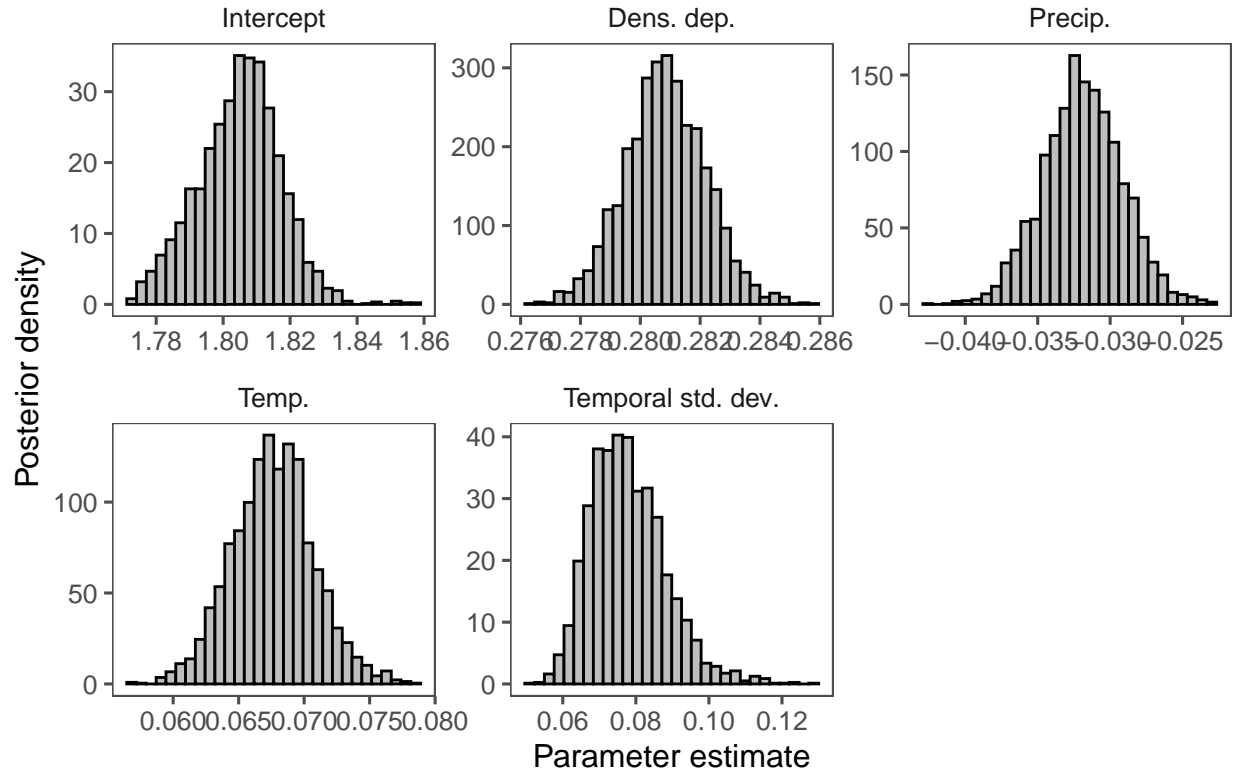 Intercept
Dens. dep.
Precip.
30
20
10
0
1.78 1.80 1.82 1.84 1.86
300
200
100
0
0.276 0.278 0.280 0.282 0.284 0.286
150
100
50
0
−0.040 −0.035 −0.030 −0.025
Posterior density
Temp.
Temporal std. dev.
100
50
0
0.060 0.065 0.070 0.075 0.080
40
30
20
10
0
0.06 0.08 0.10 0.12
Parameter estimate